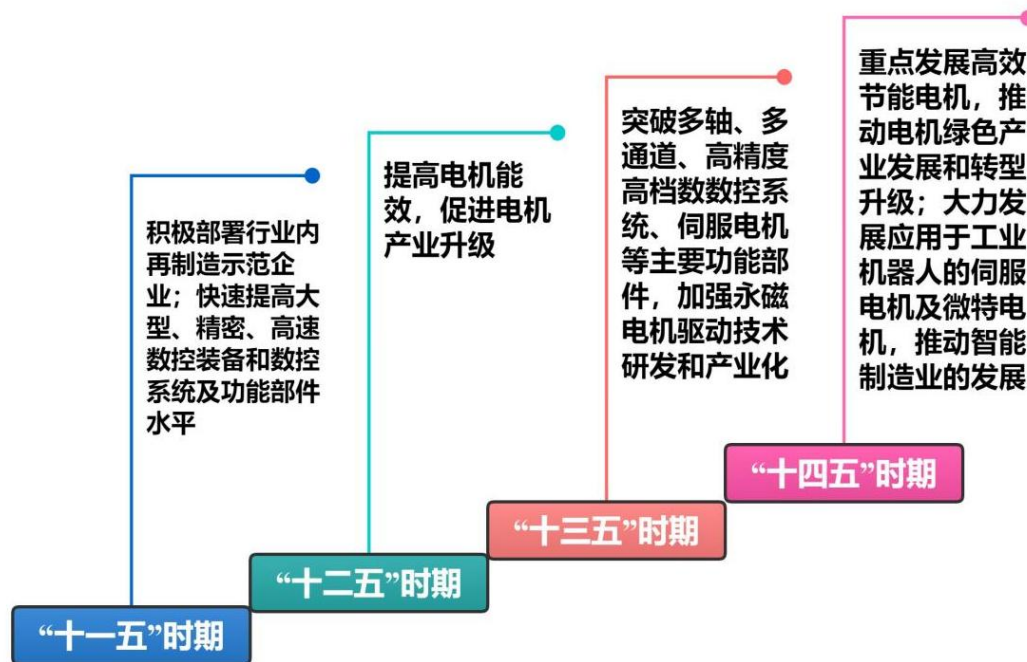 积极部署行业内
再制造示范企
业；快速提高大
型、精密、高速
数控装备和数控
系统及功能部件
水平
“十一五”时期
提高电机能
效，促进电机
产业升级
“十二五”时期
突破多轴、多
通道、高精度
高档数数控系
统、伺服电机
等主要功能部
件，加强永磁
电机驱动技术
研发和产业化
“十三五”时期
重点发展高效
节能电机，推
动电机绿色产
业发展和转型
升级；大力发
展应用于工业
机器人的伺服
电机及微特电
机，推动智能
制造业的发展
“十四五”时期